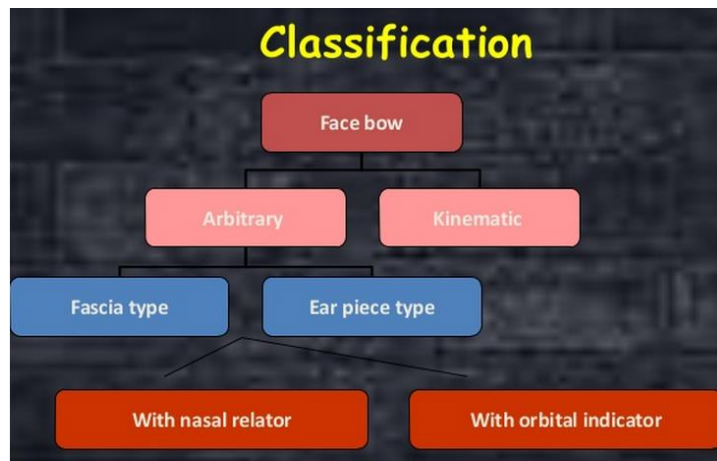 Classification
Face bow
Arbitrary
Kinematic
Fascia type
Ear piece type
With nasal relator
With orbital indicator